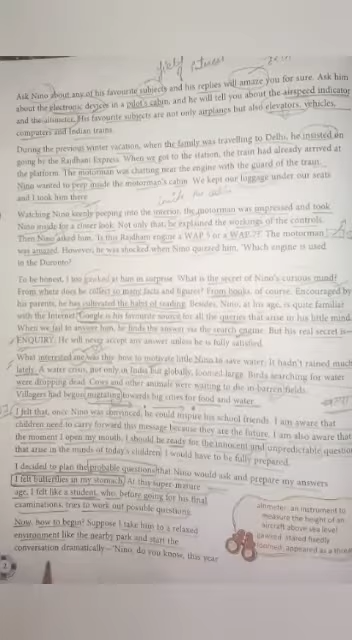 Ask Nino about any of his favourite subjects and his replies will amaze you for sure. Ask him
about the electronic devices in a pilot's cabin, and he will tell you about the airspeed indicator
and the altimeter. His favourite subjects are not only airplanes but also elevators, vehicles,
computers and Indian trains.
During the previous winter vacation, when the family was travelling to Delhi, he insisted on
going by the Rajdhani Express. When we got to the station, the train had already arrived at
the platform. The motorman was chatting near the engine with the guard of the train.
Nino wanted to peep inside the motorman's cabin. We kept our luggage under our seats
and I took him there.
Watching Nino keenly peeping into the interior, the motorman was impressed and took
Nino inside for a closer look. Not only that, he explained the workings of the controls.
Then Nino asked him, 'Is this Rajdhani engine a WAP 5 or a WAP 7?' The motorman
was amazed. However, he was shocked when Nino queried him, 'Which engine is used
in the Duronto?'
To be honest, I too gawked at him in surprise. What is the secret of Nino's curious mind?
From where does he collect so many facts and figures? From books, of course. Encouraged by
his parents, he has cultivated the habit of reading. Besides, Nino, at his age, is quite familiar
with the Internet. Google is his favourite source for all the queries that arise in his little mind.
When we fail to answer him, he finds the answer via the search engine. But his real secret is
ENQUIRY. He will never accept any answer unless he is fully satisfied.
What interested me was this: how to motivate little Nino to save water. It hadn't rained much
lately. A water crisis, not only in India but globally, loomed large. Birds searching for water
were dropping dead. Cows and other animals were waiting to die in barren fields.
Villagers had begun migrating towards big cities for food and water.
I felt that, once Nino was convinced, he could inspire his school friends. I am aware that
children need to carry forward this message because they are the future. I am also aware that
the moment I open my mouth, I should be ready for the innocent and unpredictable question
that arise in the minds of today's children. I would have to be fully prepared.
I decided to plan the probable questions that Nino would ask and prepare my answers
I felt butterflies in my stomach. At this super-mature
age, I felt like a student, who, before going for his final
examinations, tries to work out possible questions.
Now, how to begin? Suppose I take him to a relaxed
environment like the nearby park and start the
conversation dramatically—'Nino, do you know, this year
altimeter: an instrument to
measure the height of an
aircraft above sea level
gawked: stared fixedly
loomed: appeared as a
2